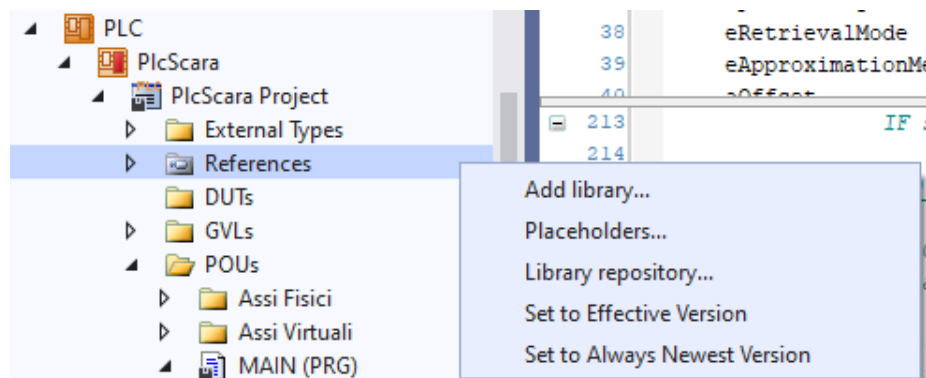 PLC
PlcScara
PlcScara Project
External Types
References
DUTs
GVLs
POUs
Assi Fisici
Assi Virtuali
MAIN (PRG)
38 eRetrievalMode
39 eApproximationMe
213 IF
214
Add library...
Placeholders...
Library repository...
Set to Effective Version
Set to Always Newest Version